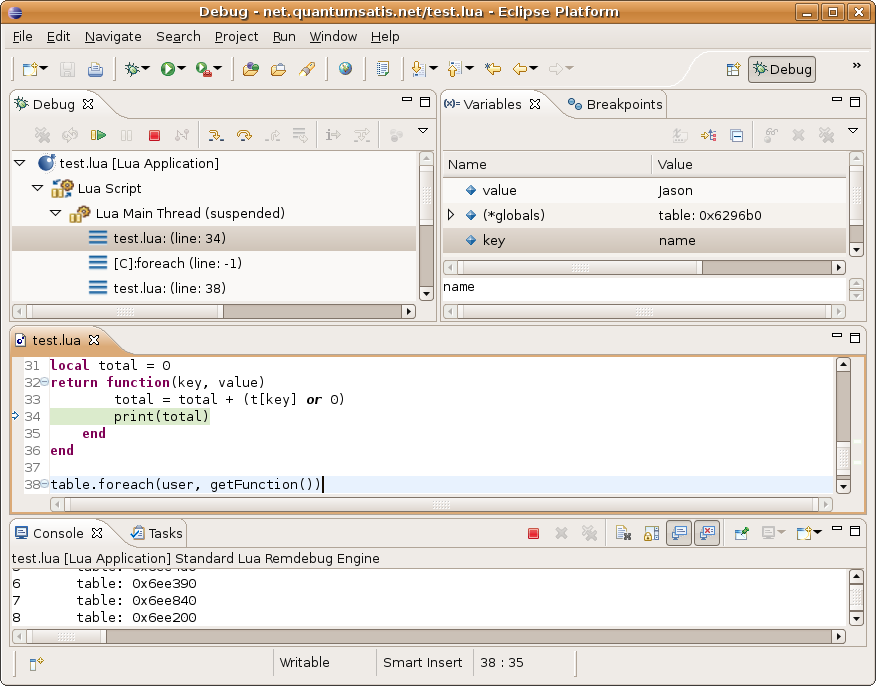 Debug - net.quantumsatis.net/test.lua - Eclipse Platform
File Edit Navigate Search Project Run Window Help
Debug »
Debug
test.lua [Lua Application]
Lua Script
Lua Main Thread (suspended)
test.lua: (line: 34)
[C]:foreach (line: -1)
test.lua: (line: 38)
(x)= Variables Breakpoints
Name Value
value Jason
(*globals) table: 0x6296b0
key name
name
test.lua
31 local total = 0
32 return function(key, value)
33 total = total + (t[key] or 0)
34 print(total)
35 end
36 end
37
38 table.foreach(user, getFunction())
Console Tasks
test.lua [Lua Application] Standard Lua Remdebug Engine
6 table: 0x6ee390
7 table: 0x6ee840
8 table: 0x6ee200
Writable Smart Insert 38 : 35